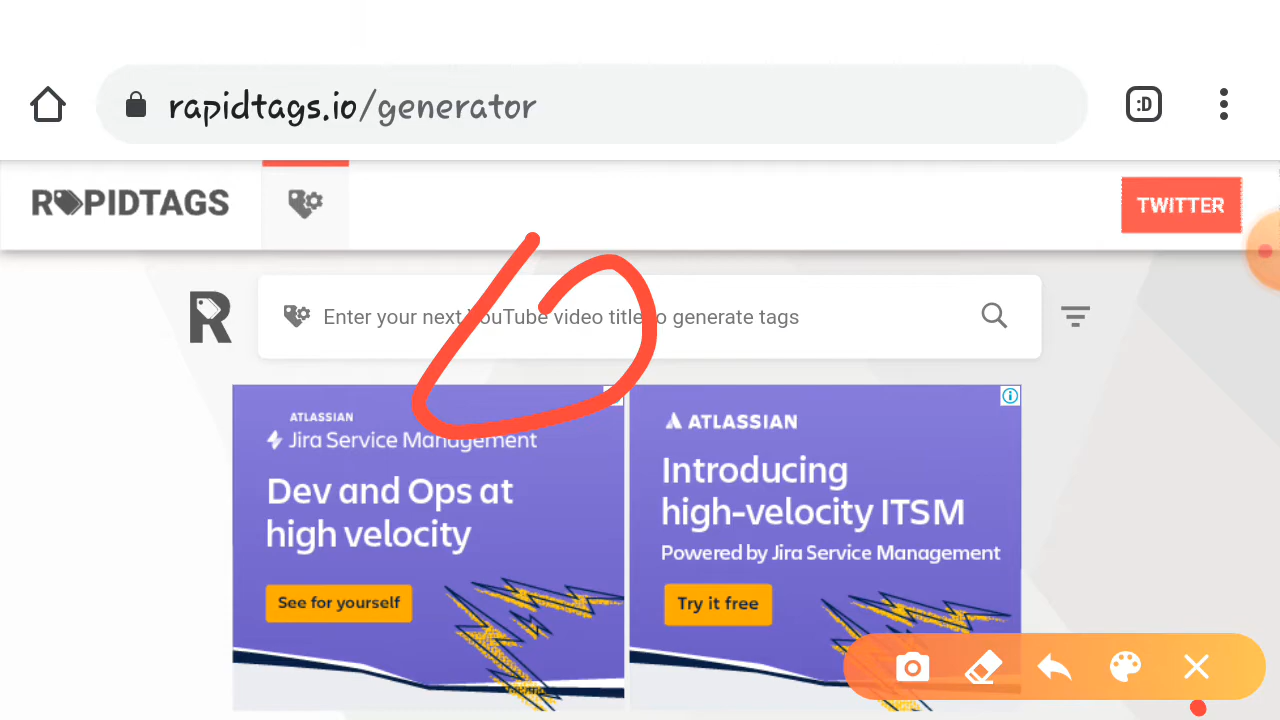 rapidtags.io/generator
:D
RAPIDTAGS
TWITTER
R
Enter your next YouTube video title to generate tags
ATLASSIAN
Jira Service Management
Dev and Ops at
high velocity
See for yourself
ATLASSIAN
Introducing
high-velocity ITSM
Powered by Jira Service Management
Try it free